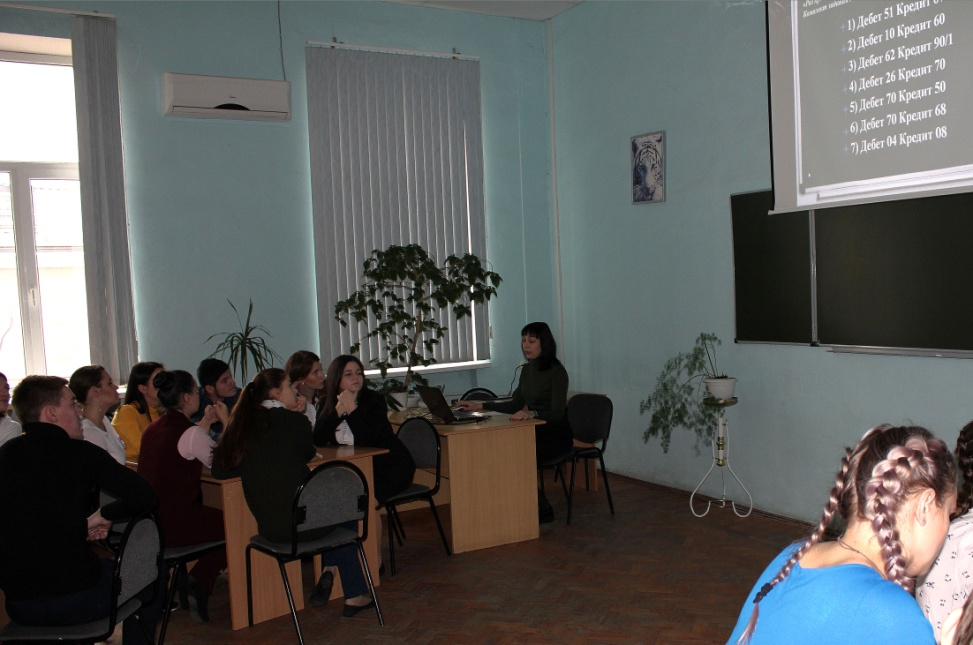 1) Дебет 51 Кредит
2) Дебет 10 Кредит 60
3) Дебет 62 Кредит 90/1
4) Дебет 26 Кредит 70
5) Дебет 70 Кредит 50
6) Дебет 70 Кредит 68
7) Дебет 04 Кредит 08